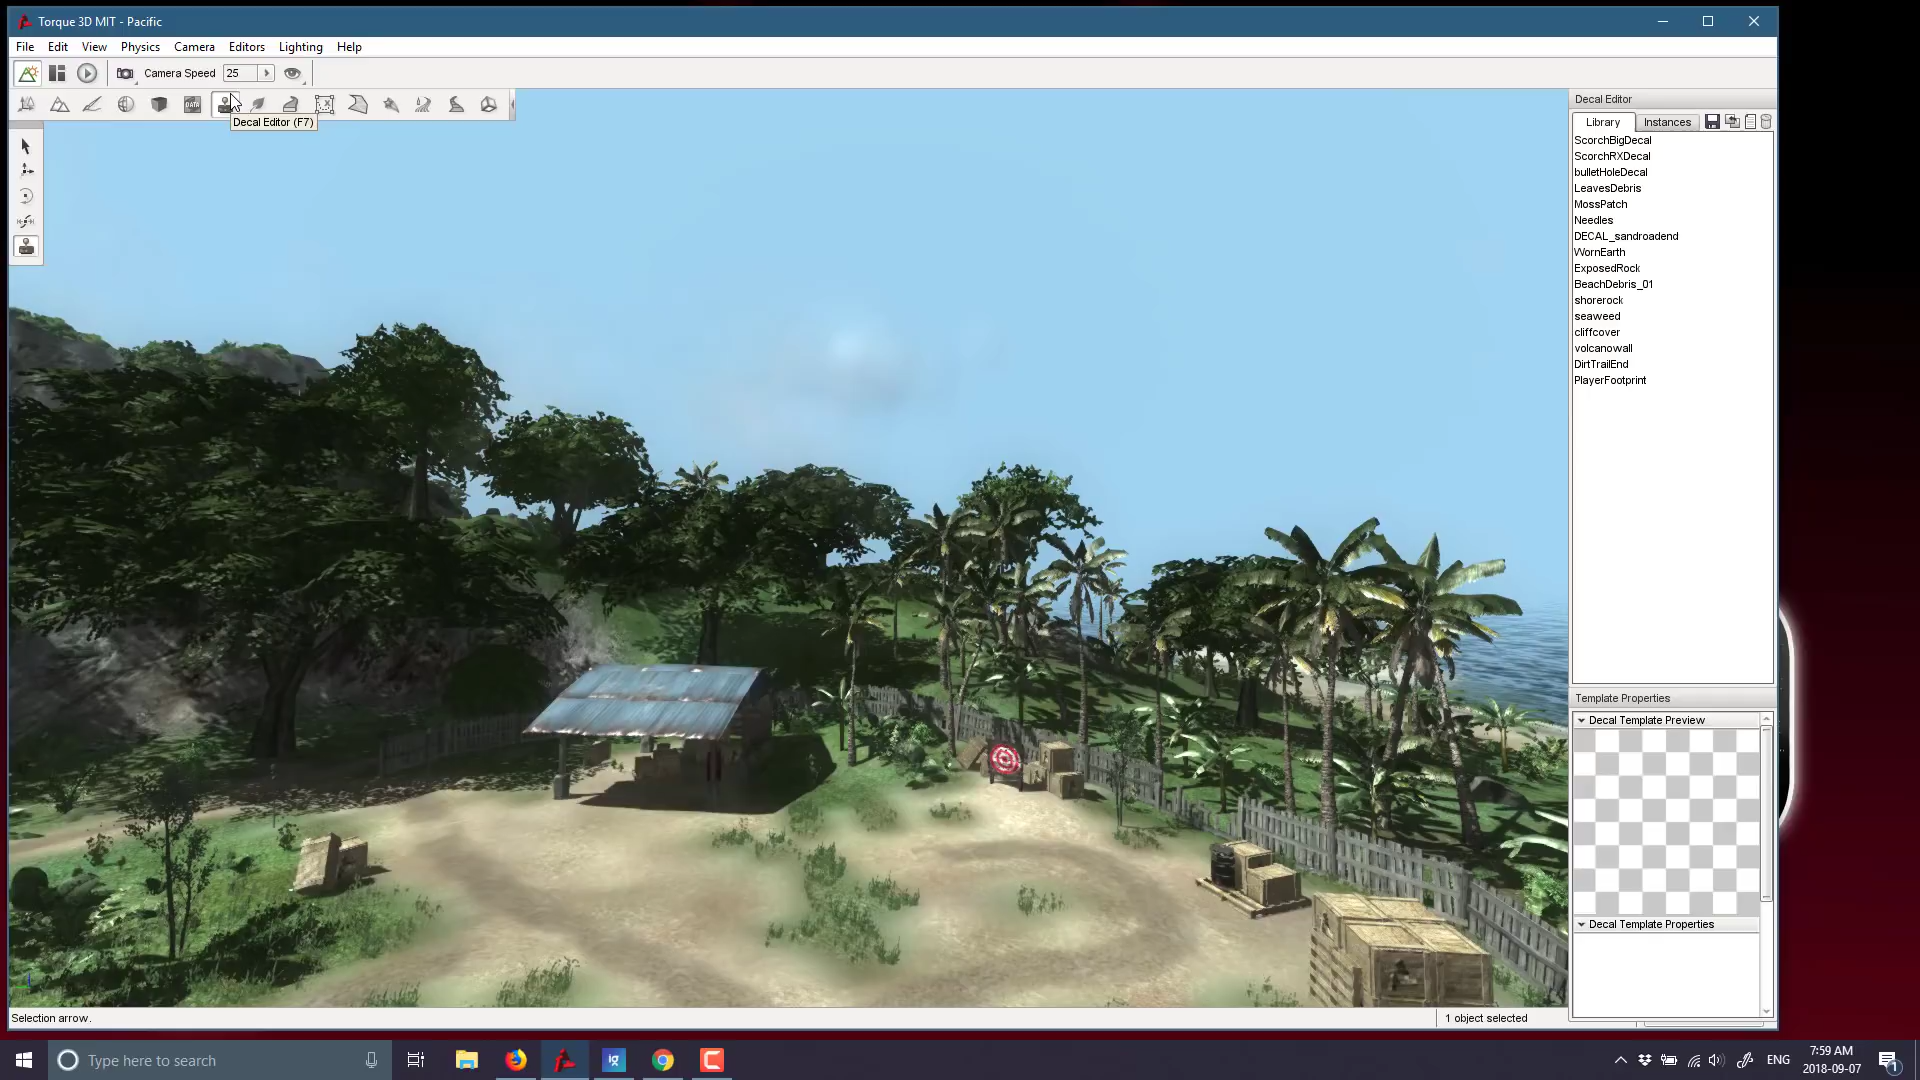 Torque 3D MIT - Pacific
File Edit View Physics Camera Editors Lighting Help
Camera Speed 25
DATA
Decal Editor (F7)
Decal Editor
Library Instances
ScorchBigDecal
ScorchRXDecal
bulletHoleDecal
LeavesDebris
MossPatch
Needles
DECAL_sandroadend
WornEarth
ExposedRock
BeachDebris_01
shorerock
seaweed
cliffcover
volcanowall
DirtTrailEnd
PlayerFootprint
Template Properties
Decal Template Preview
Decal Template Properties
Selection arrow.
1 object selected
Type here to search
ig
ENG
7:59 AM
2018-09-07
1